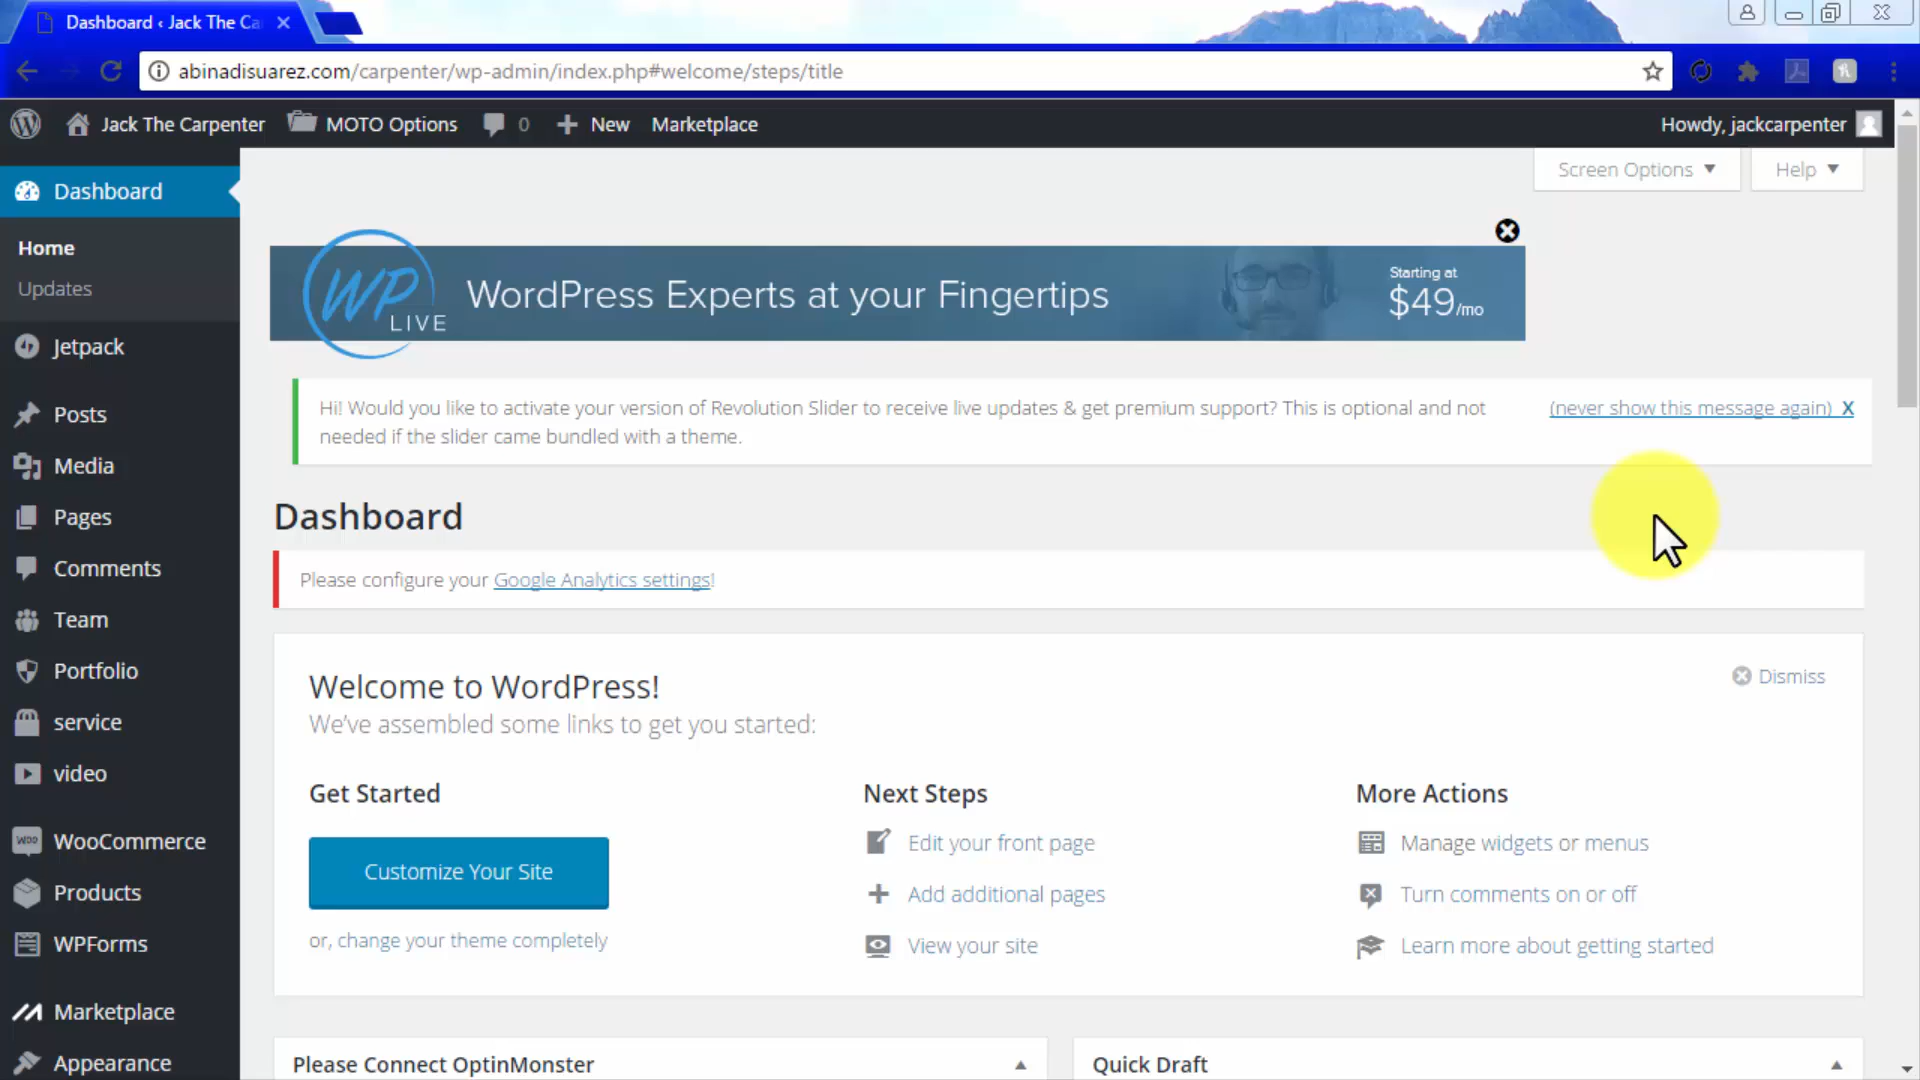 Dashboard ‹ Jack The Ca
abinadisuarez.com/carpenter/wp-admin/index.php#welcome/steps/title
Jack The Carpenter
MOTO Options
0
New
Marketplace
Howdy, jackcarpenter
Screen Options
Help
Dashboard
Home
Updates
Jetpack
Posts
Media
Pages
Comments
Team
Portfolio
service
video
WooCommerce
Products
WPForms
Marketplace
Appearance
WP
LIVE
WordPress Experts at your Fingertips
Starting at
$49/mo
Hi! Would you like to activate your version of Revolution Slider to receive live updates & get premium support? This is optional and not
needed if the slider came bundled with a theme.
(never show this message again) X
Dashboard
Please configure your Google Analytics settings!
Welcome to WordPress!
We've assembled some links to get you started:
Dismiss
Get Started
Customize Your Site
or, change your theme completely
Next Steps
Edit your front page
Add additional pages
View your site
More Actions
Manage widgets or menus
Turn comments on or off
Learn more about getting started
Please Connect OptinMonster
Quick Draft